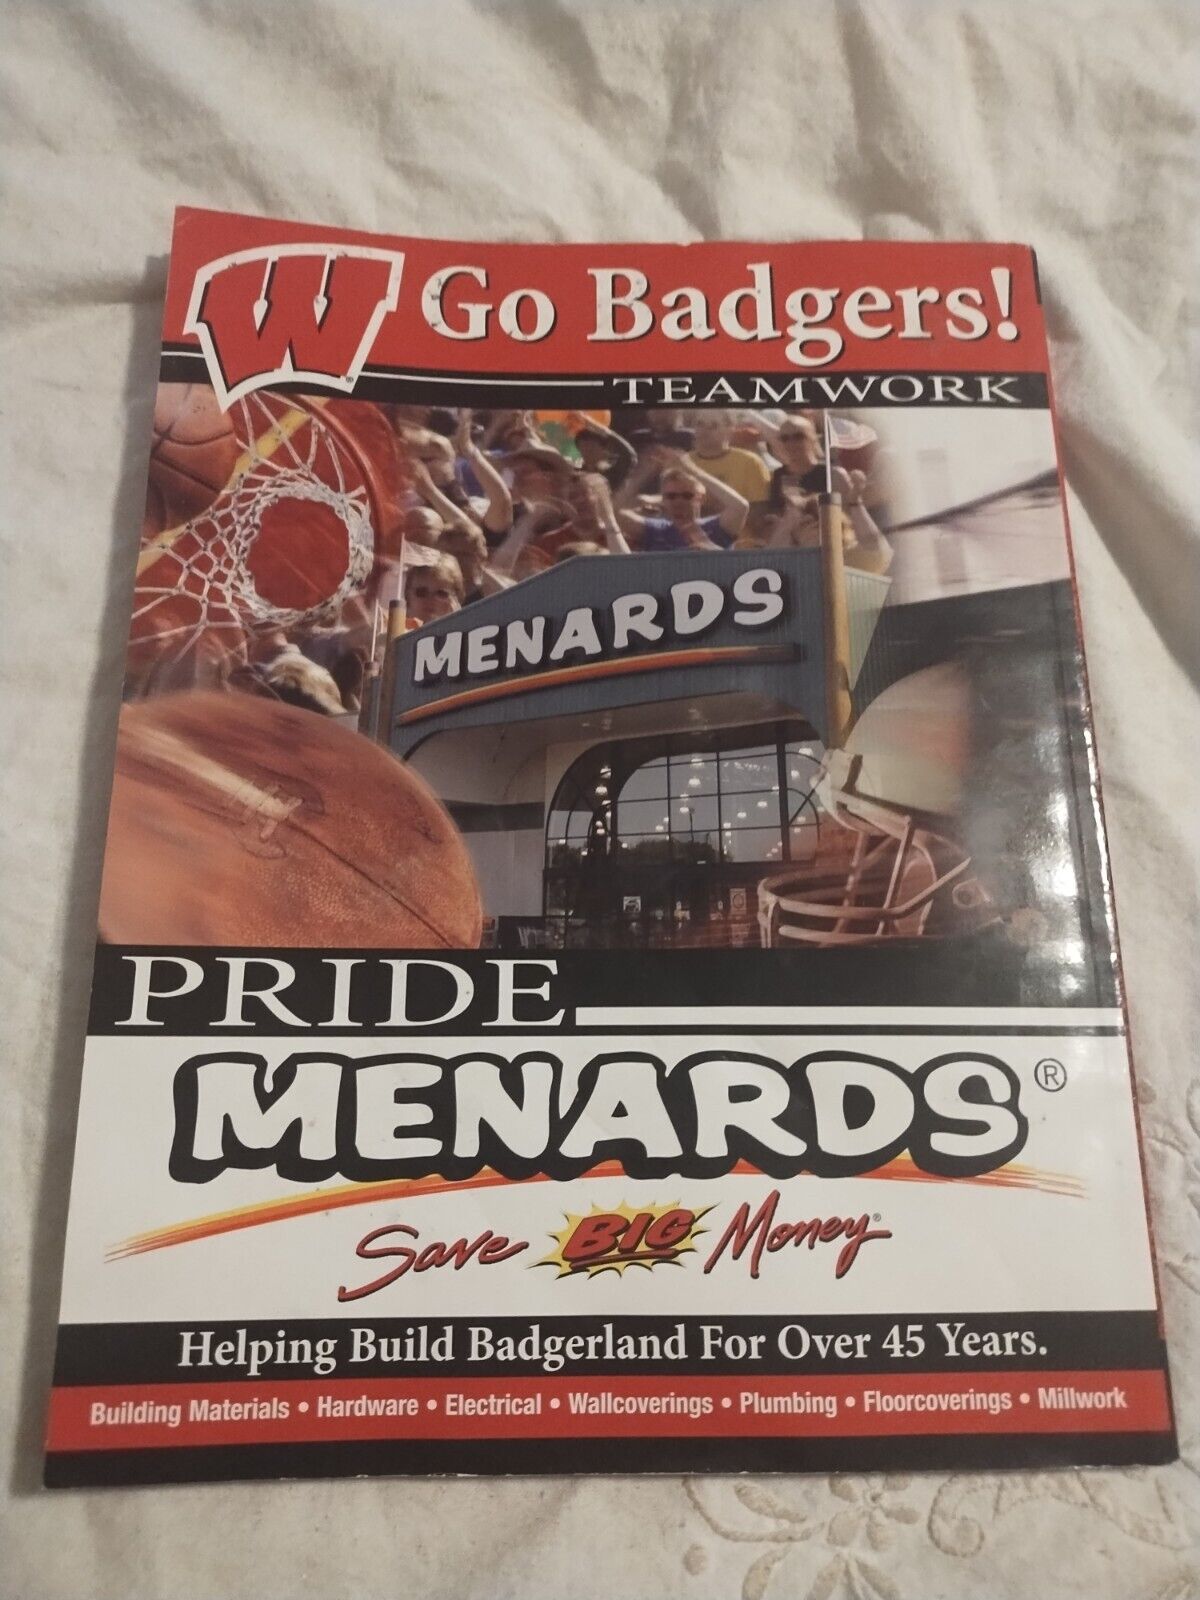 W Go Badgers!
TEAMWORK
MENARDS
PRIDE
MENARDS®
Save BIG Money®
Helping Build Badgerland For Over 45 Years.
Building Materials • Hardware • Electrical • Wallcoverings • Plumbing • Floorcoverings • Millwork